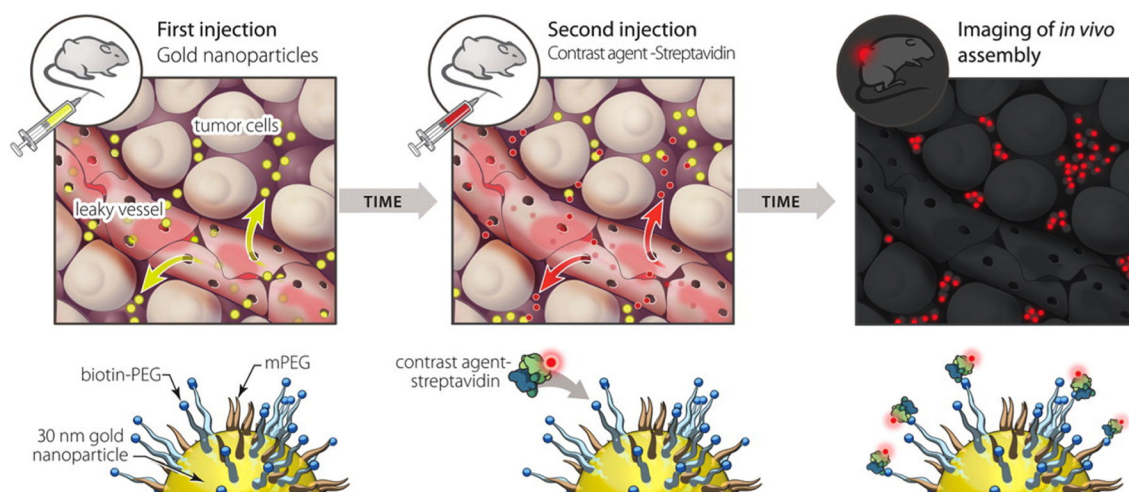 First injection
Gold nanoparticles
tumor cells
leaky vessel
TIME
Second injection
Contrast agent -Streptavidin
TIME
Imaging of in vivo
assembly
biotin-PEG
mPEG
30 nm gold
nanoparticle
contrast agent-
streptavidin